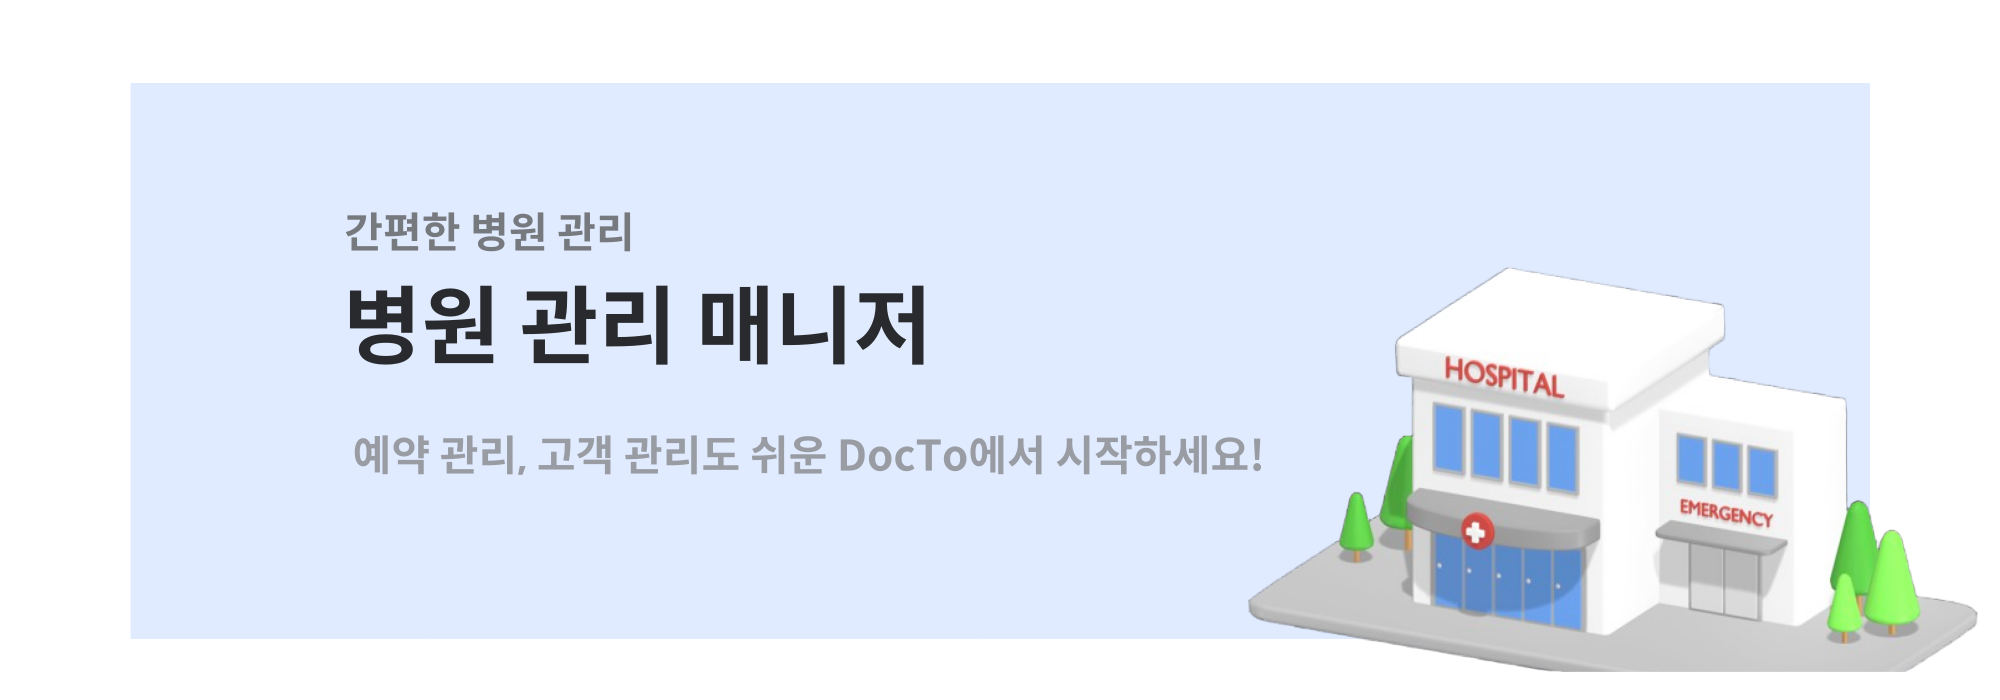 간편한 병원 관리
병원 관리 매니저
예약 관리, 고객 관리도 쉬운 DocTo에서 시작하세요!
HOSPITAL
EMERGENCY